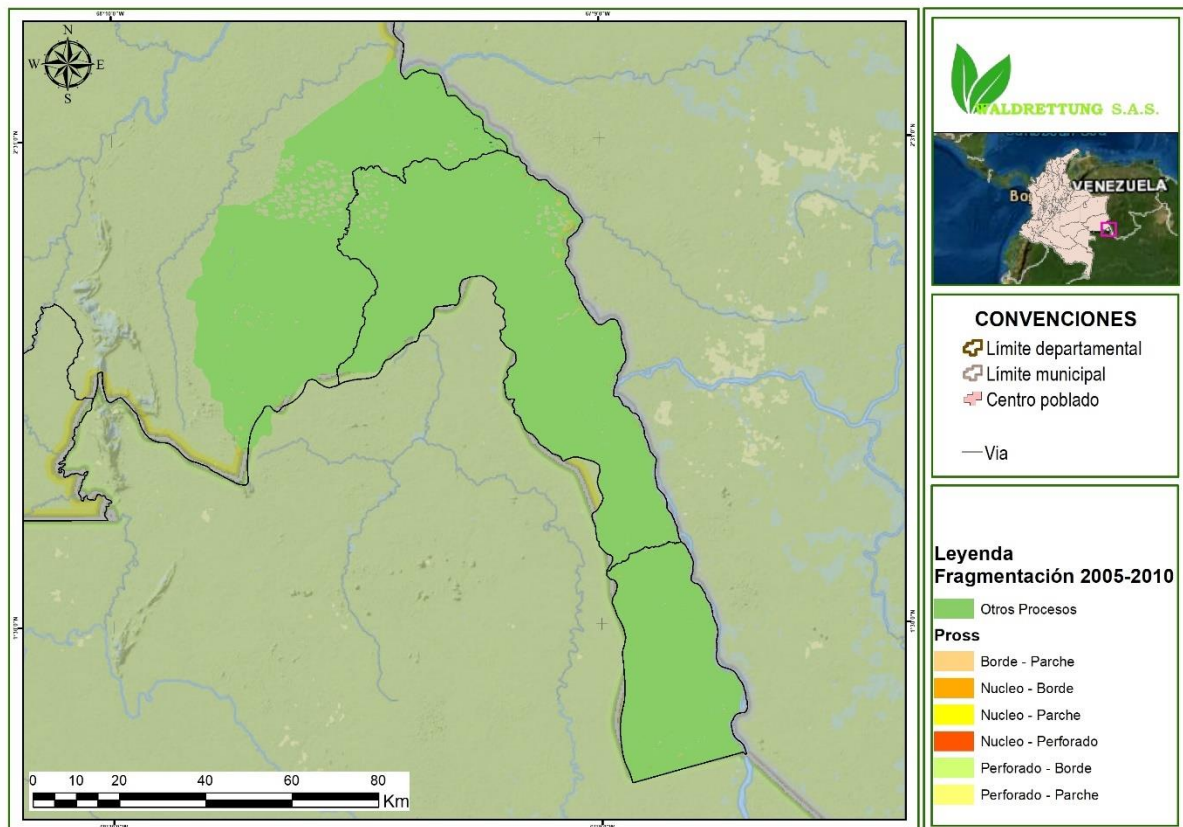 N
W E
S
0 10 20 40 60 80
Km
WALDRETTUNG S.A.S.
VENEZUELA
CONVENCIONES
Límite departamental
Límite municipal
Centro poblado
Via
Leyenda
Fragmentación 2005-2010
Otros Procesos
Pross
Borde - Parche
Nucleo - Borde
Nucleo - Parche
Nucleo - Perforado
Perforado - Borde
Perforado - Parche